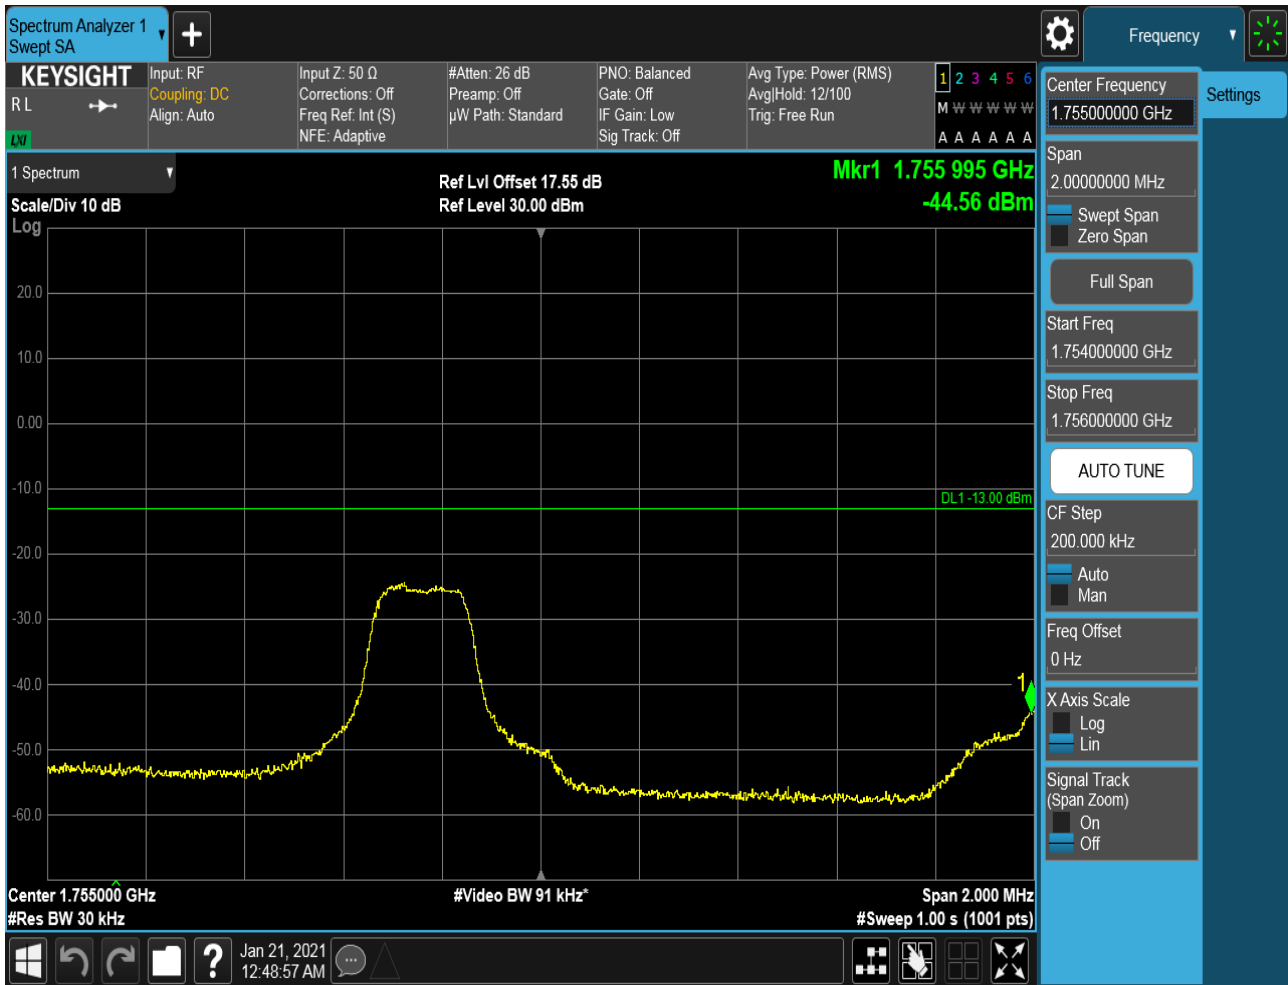 Spectrum Analyzer 1
Swept SA
Frequency
KEYSIGHT
R L
LXI
Input: RF
Coupling: DC
Align: Auto
Input Z: 50 Ω
Corrections: Off
Freq Ref: Int (S)
NFE: Adaptive
#Atten: 26 dB
Preamp: Off
µW Path: Standard
PNO: Balanced
Gate: Off
IF Gain: Low
Sig Track: Off
Avg Type: Power (RMS)
Avg|Hold: 12/100
Trig: Free Run
1 2 3 4 5 6
M W W W W W
A A A A A A
Center Frequency
1.755000000 GHz
Settings
Span
2.00000000 MHz
Swept Span
Zero Span
Full Span
Start Freq
1.754000000 GHz
Stop Freq
1.756000000 GHz
AUTO TUNE
CF Step
200.000 kHz
Auto
Man
Freq Offset
0 Hz
X Axis Scale
Log
Lin
Signal Track
(Span Zoom)
On
Off
1 Spectrum
Scale/Div 10 dB
Log
Ref Lvl Offset 17.55 dB
Ref Level 30.00 dBm
Mkr1 1.755 995 GHz
-44.56 dBm
20.0
10.0
0.00
-10.0
DL1 -13.00 dBm
-20.0
-30.0
-40.0
1
-50.0
-60.0
Center 1.755000 GHz
#Video BW 91 kHz*
Span 2.000 MHz
#Res BW 30 kHz
#Sweep 1.00 s (1001 pts)
?
Jan 21, 2021
12:48:57 AM